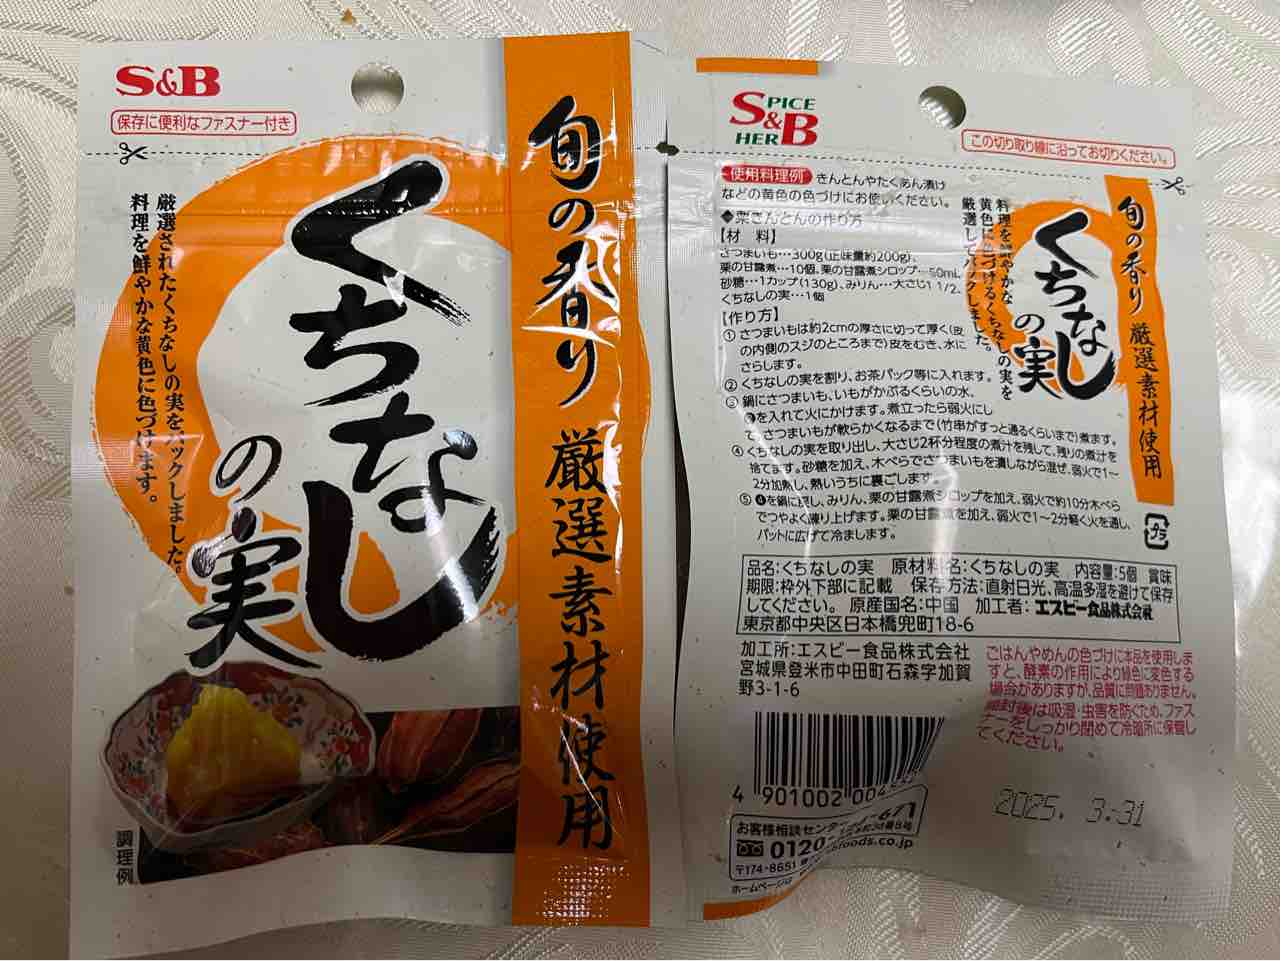 S&B
保存に便利なファスナー付き
旬の香り 厳選素材使用
くちなし
の実
厳選されたくちなしの実をパックしました。
料理を鮮やかな黄色に色づけます。
調理例
SPICE
S&B
HERB
この切り取り線に沿ってお切りください。
使用料理例 きんとんやたくあん漬け
などの黄色の色づけにお使いください。
◆栗きんとんの作り方
【材 料】
さつまいも…300g(正味量約200g)、
栗の甘露煮…10個、栗の甘露煮シロップ…50mL、
砂糖…1カップ(130g)、みりん…大さじ1 1/2、
くちなしの実…1個
【作り方】
① さつまいもは約2cmの厚さに切って厚く(皮
の内側のスジのところまで)皮をむき、水に
さらします。
② くちなしの実を割り、お茶パック等に入れます。
③ 鍋にさつまいも、いもがかぶるくらいの水、
❷を入れて火にかけます。煮立ったら弱火にし
て、さつまいもが軟らかくなるまで(竹串がすっと通るくらいまで)煮ます。
④ くちなしの実を取り出し、大さじ2杯分程度の煮汁を残して、残りの煮汁を
捨てます。砂糖を加え、木べらでさつまいもを潰しながら混ぜ、弱火で1〜
2分加熱し、熱いうちに裏ごします。
⑤ ❹を鍋に戻し、みりん、栗の甘露煮シロップを加え、弱火で約10分木べら
でつやよく練り上げます。栗の甘露煮を加え、弱火で1〜2分軽く火を通し、
バットに広げて冷まします。
旬の香り 厳選素材使用
くちなし
の実
料理を鮮やかな
黄色に色づけるくちなしの実を
厳選してパックしました。
プラ
品名:くちなしの実 原材料名:くちなしの実 内容量:5個 賞味
期限:枠外下部に記載 保存方法:直射日光、高温多湿を避けて保存
してください。 原産国名:中国 加工者:エスビー食品株式会社
東京都中央区日本橋兜町18-6
加工所:エスビー食品株式会社
宮城県登米市中田町石森字加賀
野3-1-6
ごはんやめんの色づけに本品を使用しま
すと、酵素の作用により緑色に変色する
場合がありますが、品質に問題ありません。
開封後は吸湿・虫害を防ぐため、ファス
ナーをしっかり閉めて冷暗所に保管し
てください。
4 901002 004
2025. 3.31
お客様相談センター
0120
〒174-8651
foods.co.jp
ホームページ